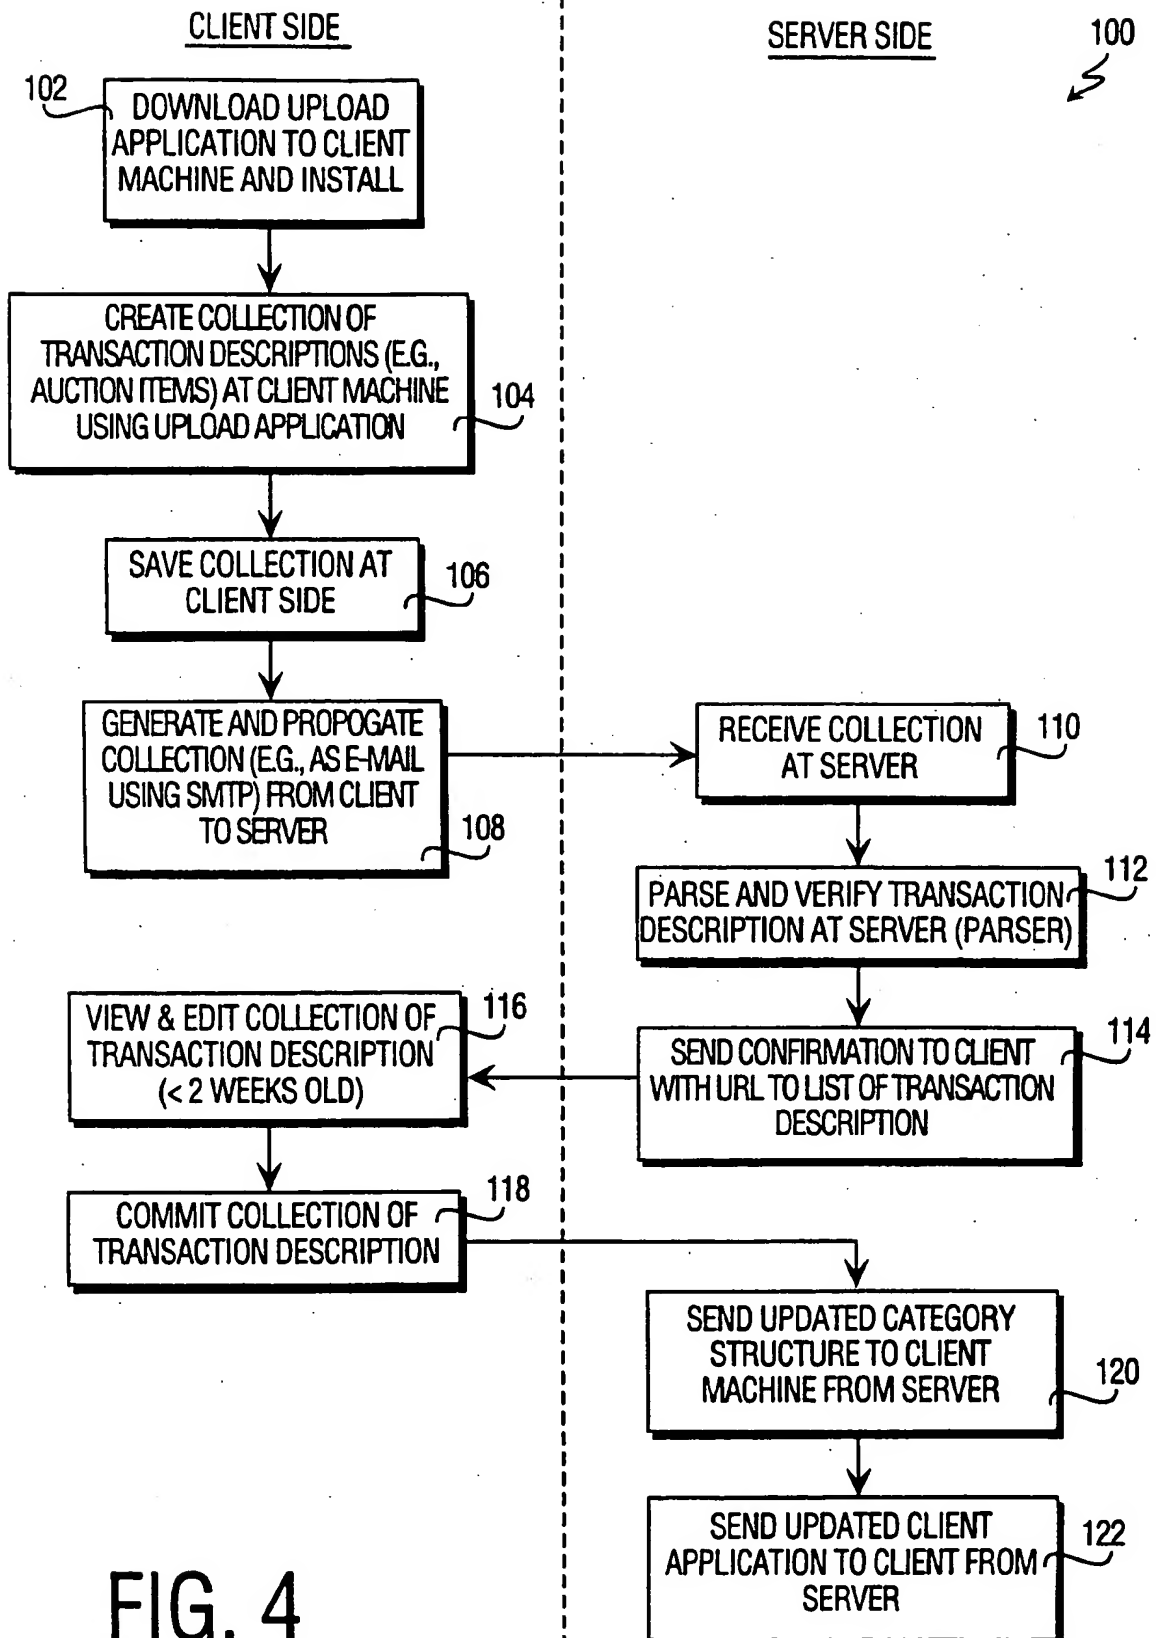 CLIENT SIDE
SERVER SIDE
100
102
DOWNLOAD UPLOAD
APPLICATION TO CLIENT
MACHINE AND INSTALL
CREATE COLLECTION OF
TRANSACTION DESCRIPTIONS (E.G.,
AUCTION ITEMS) AT CLIENT MACHINE
USING UPLOAD APPLICATION
104
SAVE COLLECTION AT
CLIENT SIDE
106
GENERATE AND PROPOGATE
COLLECTION (E.G., AS E-MAIL
USING SMTP) FROM CLIENT
TO SERVER
108
RECEIVE COLLECTION
AT SERVER
110
PARSE AND VERIFY TRANSACTION
DESCRIPTION AT SERVER (PARSER)
112
SEND CONFIRMATION TO CLIENT
WITH URL TO LIST OF TRANSACTION
DESCRIPTION
114
VIEW & EDIT COLLECTION OF
TRANSACTION DESCRIPTION
(< 2 WEEKS OLD)
116
COMMIT COLLECTION OF
TRANSACTION DESCRIPTION
118
SEND UPDATED CATEGORY
STRUCTURE TO CLIENT
MACHINE FROM SERVER
120
SEND UPDATED CLIENT
APPLICATION TO CLIENT FROM
SERVER
122
FIG. 4